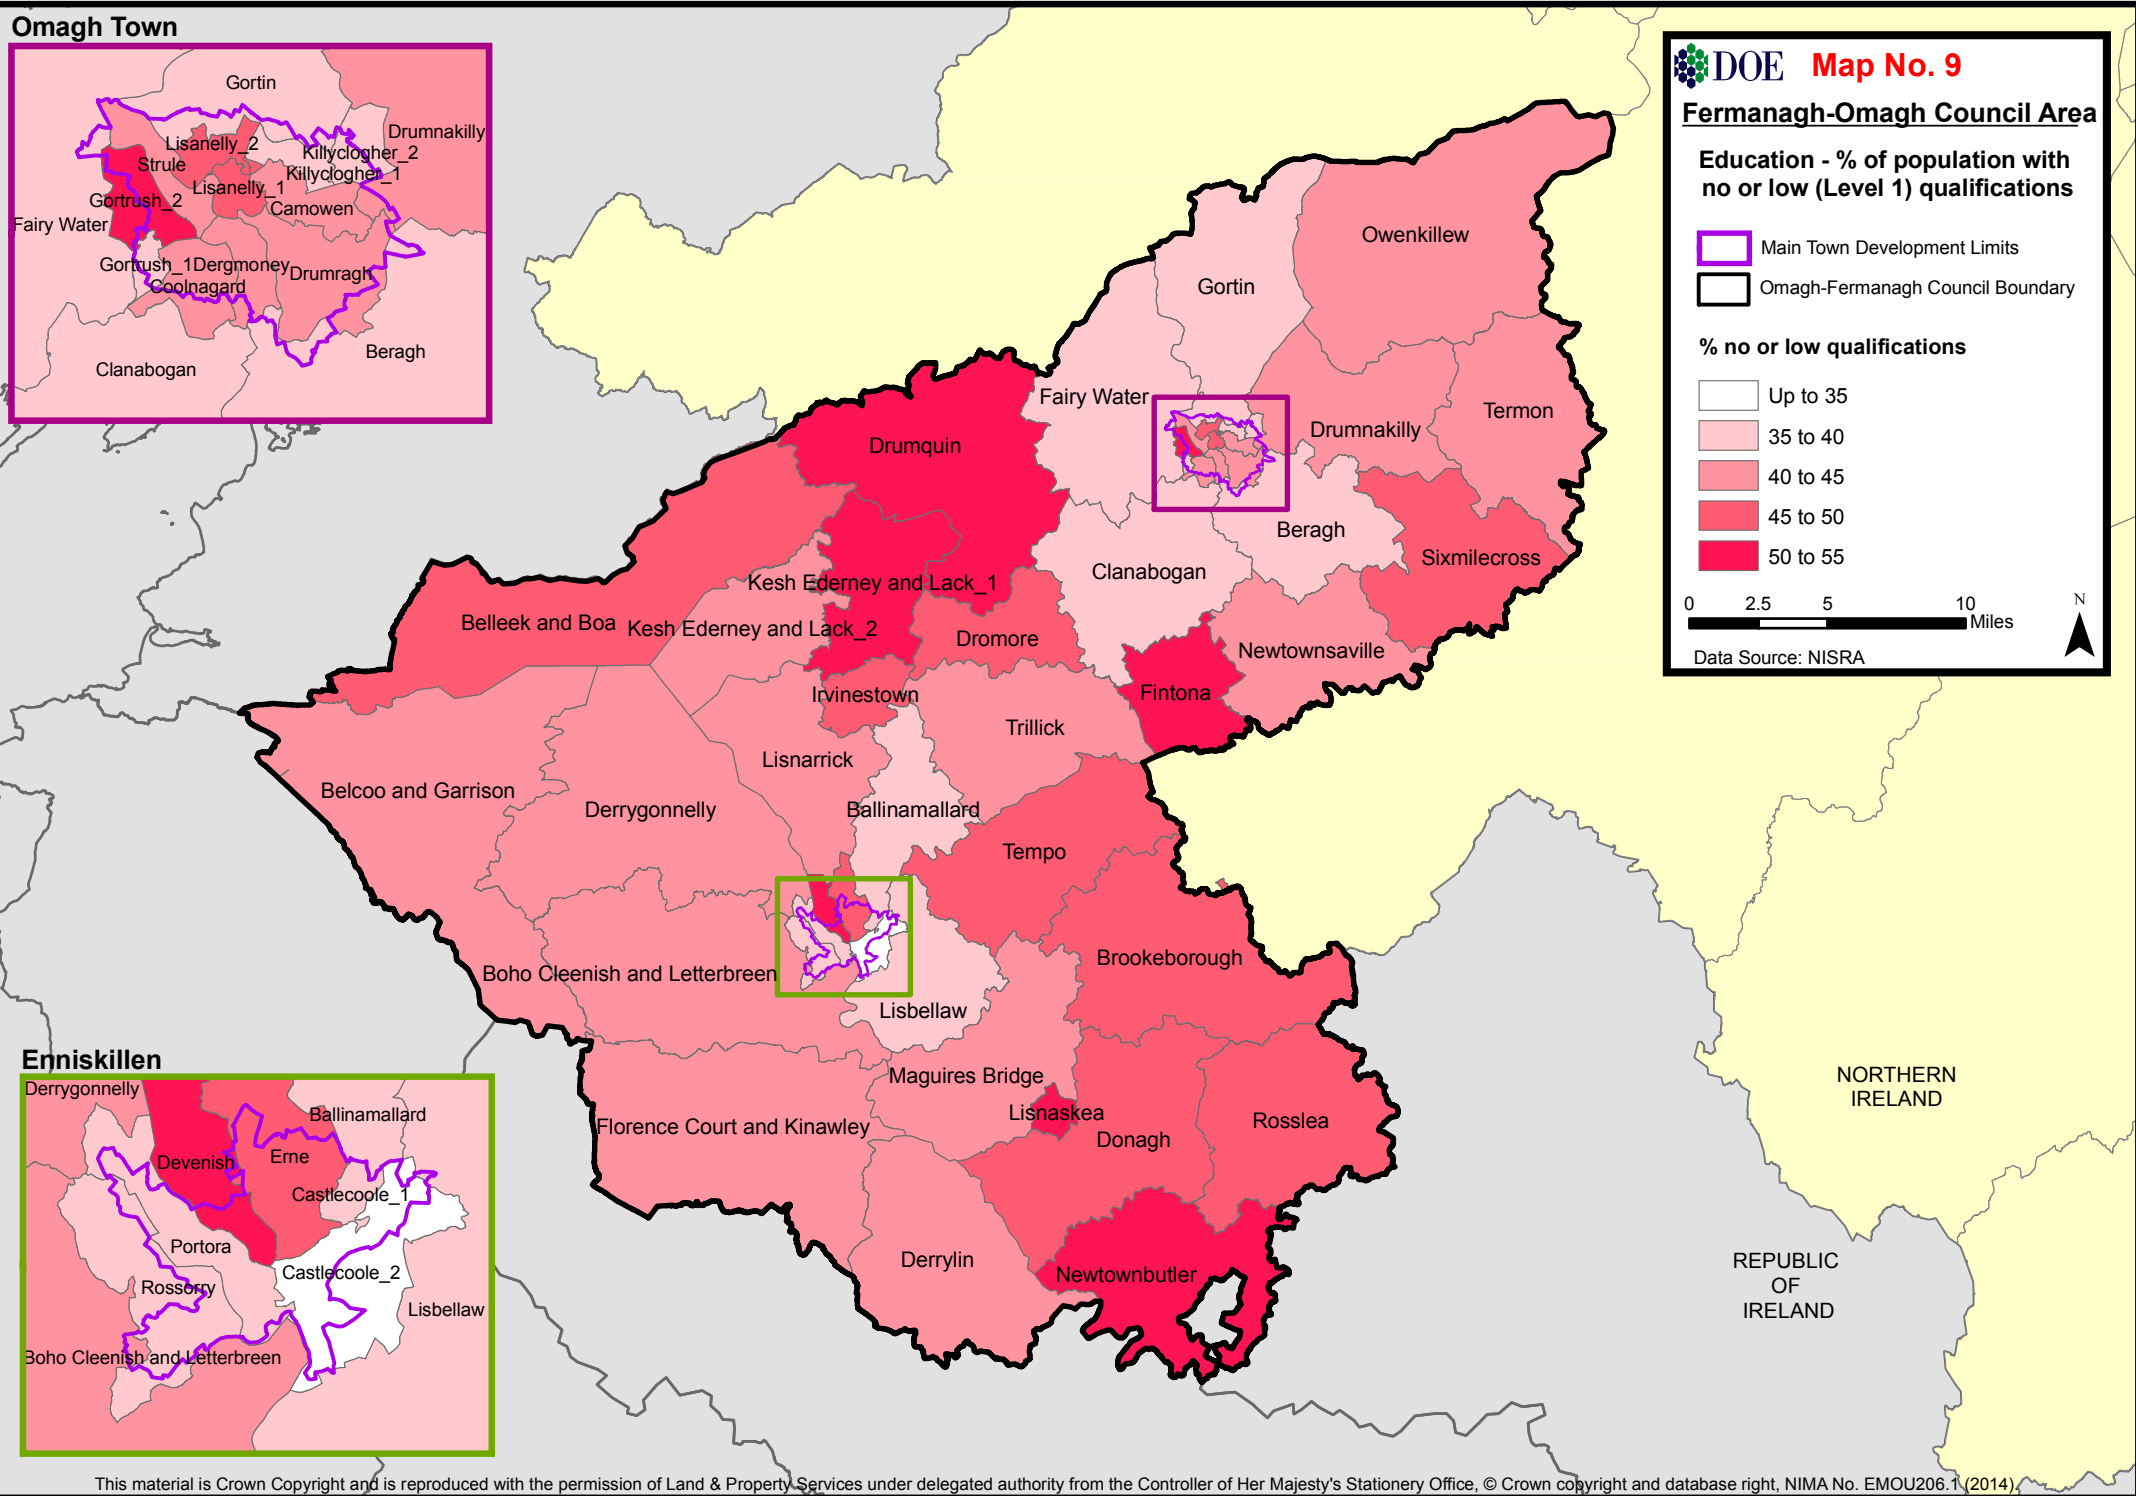 Omagh Town
Gortin
Drumnakilly
Lisanelly_2
Killyclogher_2
Strule
Killyclogher_1
Lisanelly_1
Gortrush_2
Camowen
Fairy Water
Gortrush_1
Dergmoney
Drumragh
Coolnagard
Beragh
Clanabogan
DOE
Map No. 9
Fermanagh-Omagh Council Area
Education - % of population with
no or low (Level 1) qualifications
Main Town Development Limits
Omagh-Fermanagh Council Boundary
% no or low qualifications
Up to 35
35 to 40
40 to 45
45 to 50
50 to 55
0 2.5 5 10
Miles
N
Data Source: NISRA
Owenkillew
Gortin
Fairy Water
Termon
Drumnakilly
Drumquin
Beragh
Sixmilecross
Clanabogan
Kesh Ederney and Lack_1
Belleek and Boa
Kesh Ederney and Lack_2
Dromore
Newtownsaville
Irvinestown
Fintona
Trillick
Lisnarrick
Belcoo and Garrison
Derrygonnelly
Ballinamallard
Tempo
Brookeborough
Boho Cleenish and Letterbreen
Lisbellaw
Maguires Bridge
Lisnaskea
Florence Court and Kinawley
Donagh
Rosslea
Derrylin
Newtownbutler
NORTHERN
IRELAND
REPUBLIC
OF
IRELAND
Enniskillen
Derrygonnelly
Ballinamallard
Devenish
Erne
Castlecoole_1
Portora
Castlecoole_2
Rossorry
Lisbellaw
Boho Cleenish and Letterbreen
This material is Crown Copyright and is reproduced with the permission of Land & Property Services under delegated authority from the Controller of Her Majesty's Stationery Office, © Crown copyright and database right, NIMA No. EMOU206.1 (2014)